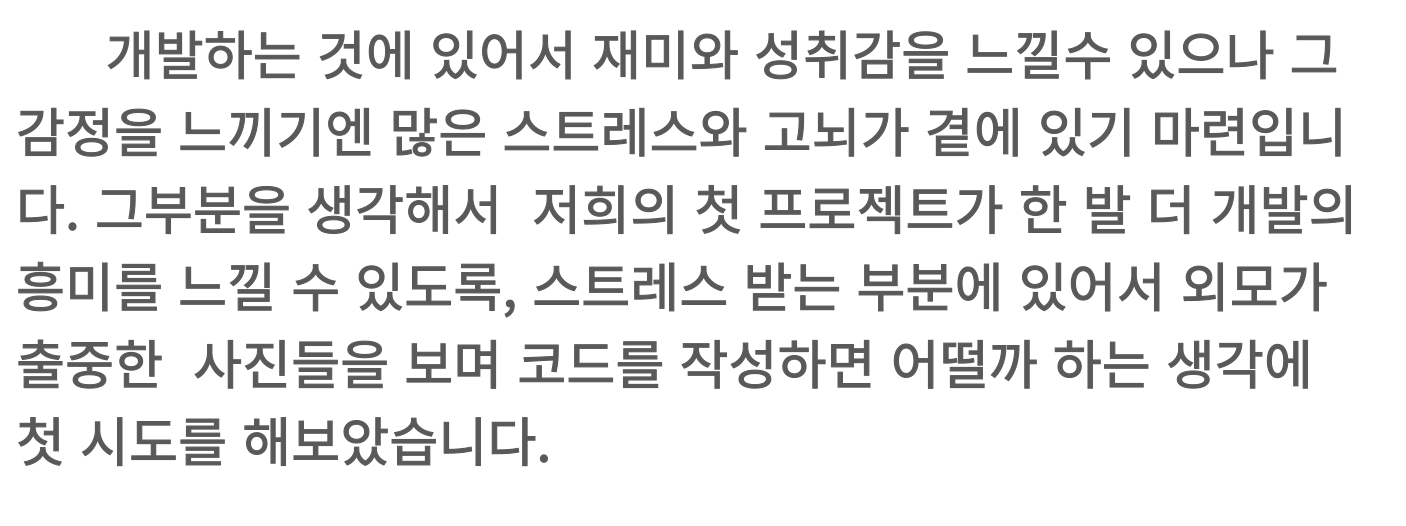 개발하는 것에 있어서 재미와 성취감을 느낄수 있으나 그
감정을 느끼기엔 많은 스트레스와 고뇌가 곁에 있기 마련입니
다. 그부분을 생각해서  저희의 첫 프로젝트가 한 발 더 개발의
흥미를 느낄 수 있도록, 스트레스 받는 부분에 있어서 외모가
출중한  사진들을 보며 코드를 작성하면 어떨까 하는 생각에
첫 시도를 해보았습니다.